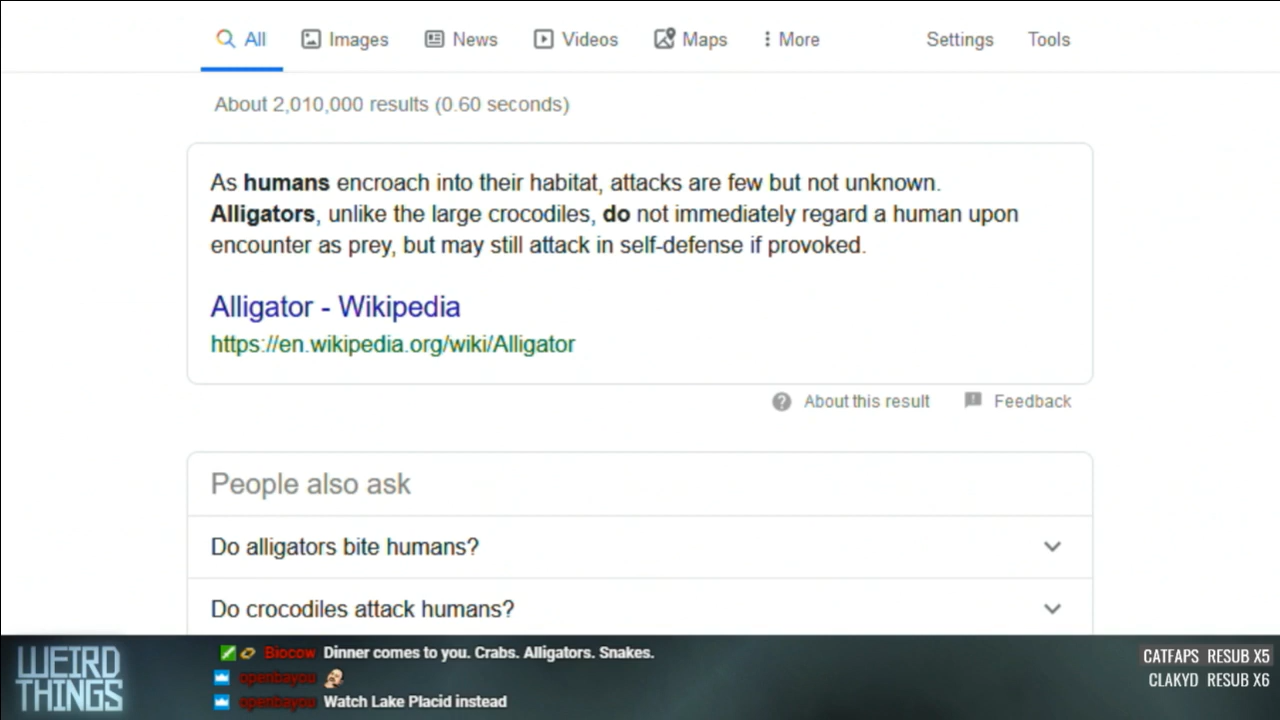 All Images News Videos Maps More Settings Tools
About 2,010,000 results (0.60 seconds)
As humans encroach into their habitat, attacks are few but not unknown.
Alligators, unlike the large crocodiles, do not immediately regard a human upon
encounter as prey, but may still attack in self-defense if provoked.
Alligator - Wikipedia
https://en.wikipedia.org/wiki/Alligator
About this result Feedback
People also ask
Do alligators bite humans?
Do crocodiles attack humans?
WEIRD
THINGS
Biocow Dinner comes to you. Crabs. Alligators. Snakes.
openbayou
openbayou Watch Lake Placid instead
CATFAPS RESUB X5
CLAKYD RESUB X6